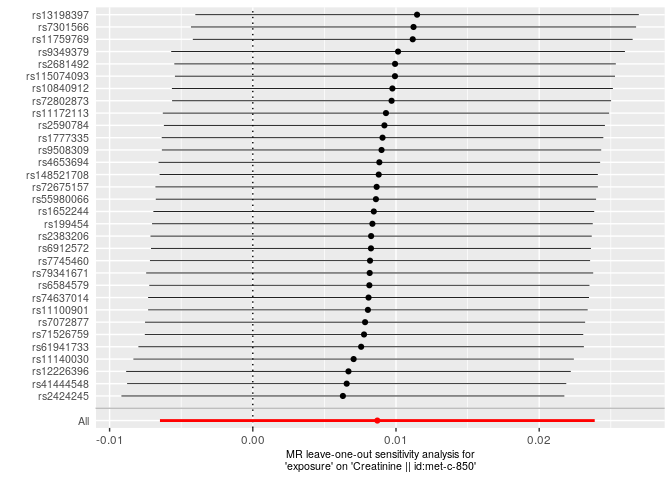 rs13198397
rs7301566
rs11759769
rs9349379
rs2681492
rs115074093
rs10840912
rs72802873
rs11172113
rs2590784
rs1777335
rs9508309
rs4653694
rs148521708
rs72675157
rs55980066
rs1652244
rs199454
rs2383206
rs6912572
rs7745460
rs79341671
rs6584579
rs74637014
rs11100901
rs7072877
rs71526759
rs61941733
rs11140030
rs12226396
rs41444548
rs2424245
All
-0.01 0.00 0.01 0.02
MR leave-one-out sensitivity analysis for
'exposure' on 'Creatinine || id:met-c-850'